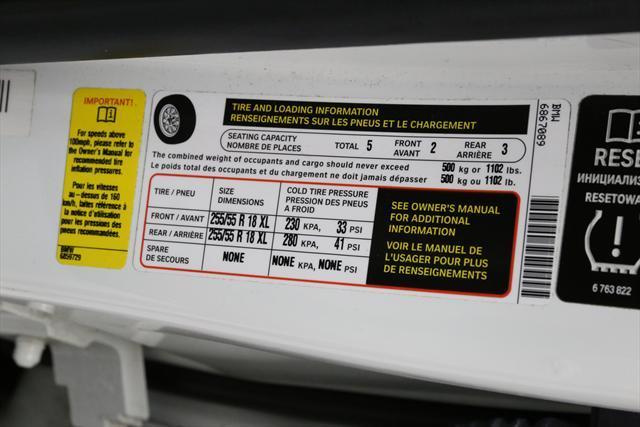 IMPORTANT!
For speeds above
100mph, please refer to
the Owner's Manual for
recommended tire
inflation pressures.
Pour les vitesses
au - dessus de 160
km/h, faites référence à
la notice d'utilisation
pour les pressions des
pneus recommandées.
BMW
6859729
TIRE AND LOADING INFORMATION
RENSEIGNEMENTS SUR LES PNEUS ET LE CHARGEMENT
SEATING CAPACITY
NOMBRE DE PLACES
TOTAL 5
FRONT
AVANT 2
REAR
ARRIÈRE 3
The combined weight of occupants and cargo should never exceed 500 kg or 1102 lbs.
Le poids total des occupants et du chargement ne doit jamais dépasser 500 kg ou 1102 lb.
TIRE / PNEU
SIZE
DIMENSIONS
COLD TIRE PRESSURE
PRESSION DES PNEUS
A FROID
FRONT / AVANT 255/55 R 18 XL 230 KPA, 33 PSI
REAR / ARRIÈRE 255/55 R 18 XL 280 KPA, 41 PSI
SPARE
DE SECOURS NONE NONE KPA, NONE PSI
SEE OWNER'S MANUAL
FOR ADDITIONAL
INFORMATION
VOIR LE MANUEL DE
L'USAGER POUR PLUS
DE RENSEIGNEMENTS
BMW
6867089
RESE
ИНИЦИАЛИ
RESETOWA
6 763 822